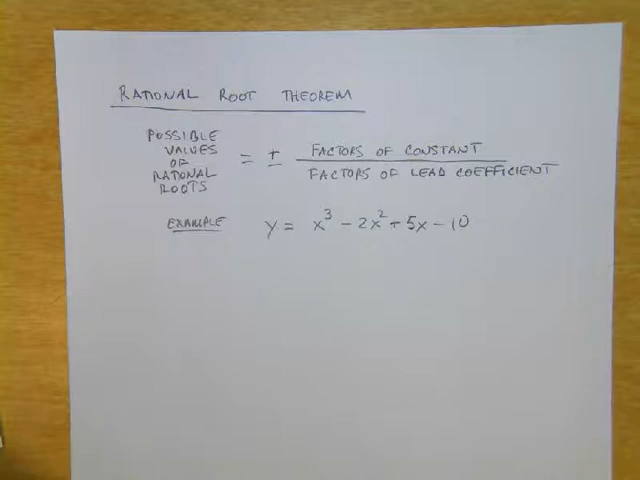 RATIONAL ROOT THEOREM
POSSIBLE
VALUES
OF
RATIONAL
ROOTS
= ± FACTORS OF CONSTANT
FACTORS OF LEAD COEFFICIENT
EXAMPLE y = x³ - 2x² + 5x - 10